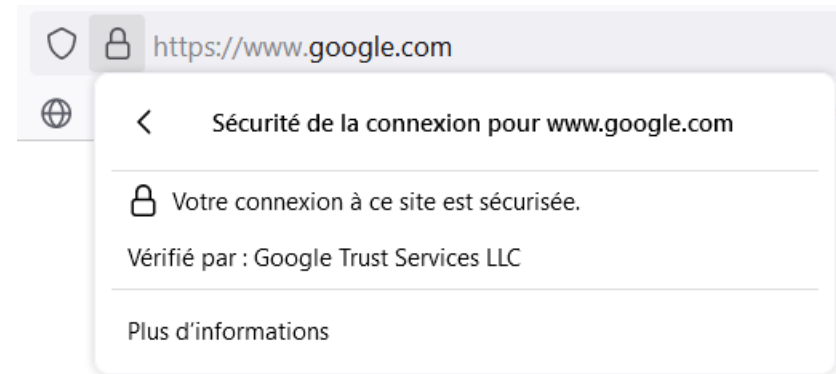 https://www.google.com
Sécurité de la connexion pour www.google.com
Votre connexion à ce site est sécurisée.
Vérifié par : Google Trust Services LLC
Plus d’informations